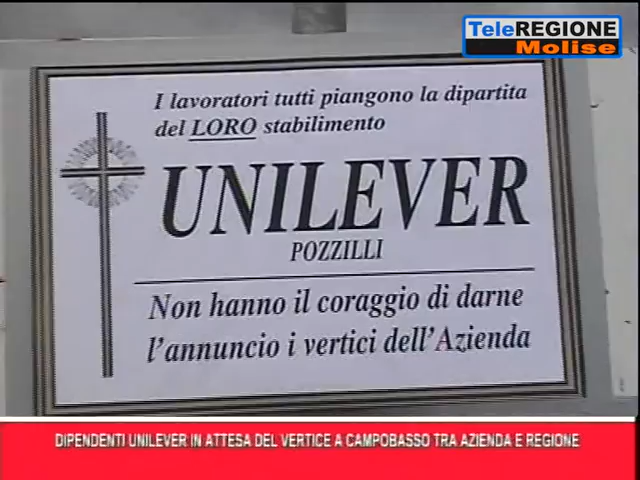 TeleREGIONE
Molise
I lavoratori tutti piangono la dipartita
del LORO stabilimento
UNILEVER
POZZILLI
Non hanno il coraggio di darne
l'annuncio i vertici dell'Azienda
DIPENDENTI UNILEVER IN ATTESA DEL VERTICE A CAMPOBASSO TRA AZIENDA E REGIONE